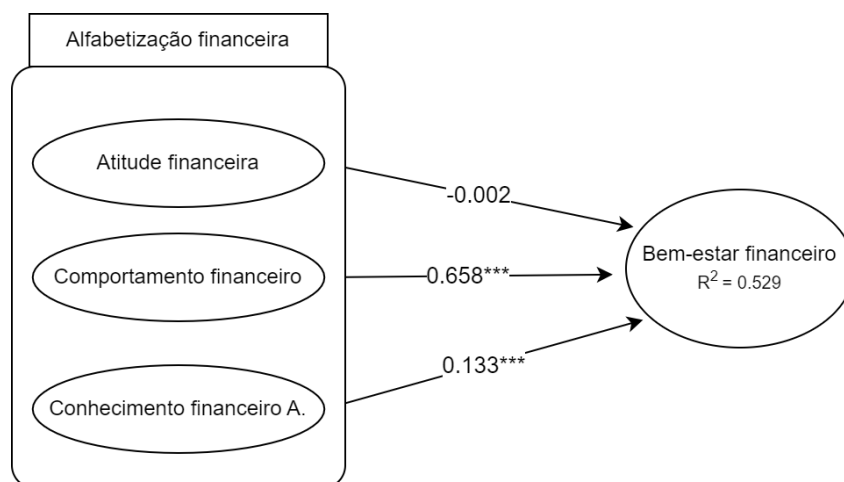 Alfabetização financeira
Atitude financeira
-0.002
Comportamento financeiro
0.658***
Bem-estar financeiro
R² = 0.529
0.133***
Conhecimento financeiro A.